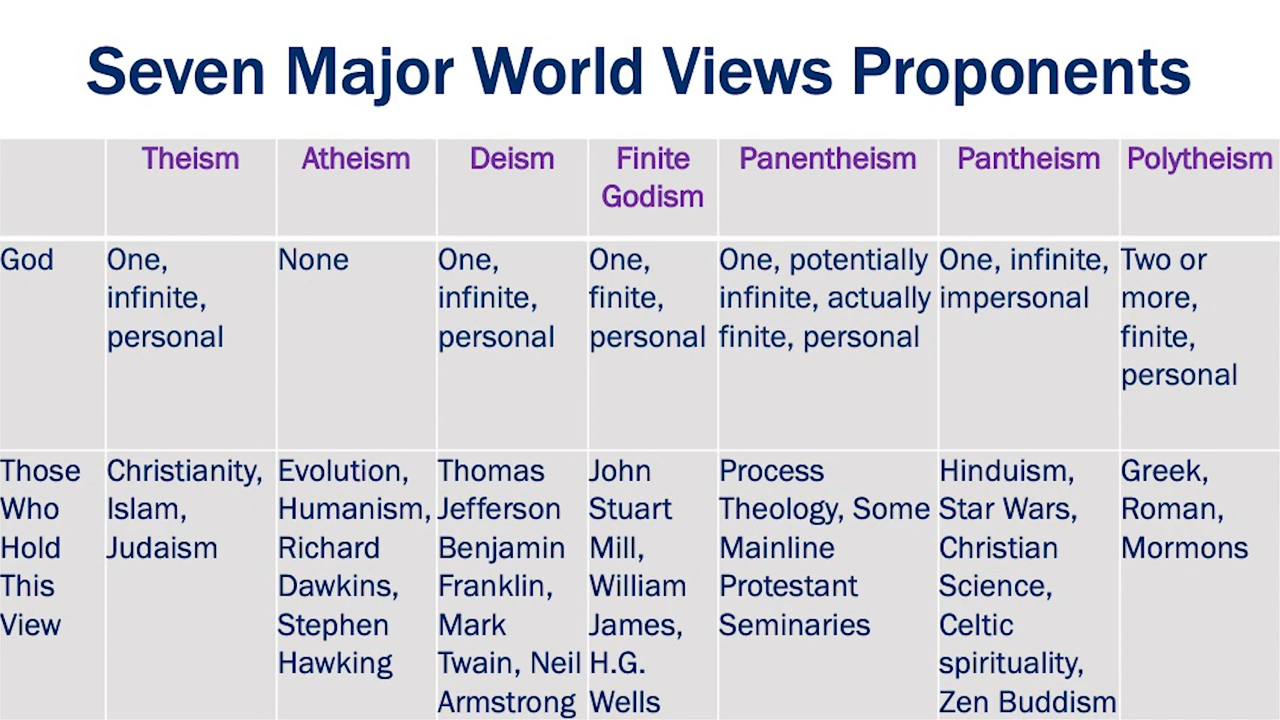 Seven Major World Views Proponents
Theism Atheism Deism Finite Godism Panentheism Pantheism Polytheism
God
One,
infinite,
personal
None
One,
infinite,
personal
One,
finite,
personal
One, potentially
infinite, actually
finite, personal
One, infinite,
impersonal
Two or
more,
finite,
personal
Those
Who
Hold
This
View
Christianity,
Islam,
Judaism
Evolution,
Humanism,
Richard
Dawkins,
Stephen
Hawking
Thomas
Jefferson
Benjamin
Franklin,
Mark
Twain, Neil
Armstrong
John
Stuart
Mill,
William
James,
H.G.
Wells
Process
Theology, Some
Mainline
Protestant
Seminaries
Hinduism,
Star Wars,
Christian
Science,
Celtic
spirituality,
Zen Buddism
Greek,
Roman,
Mormons